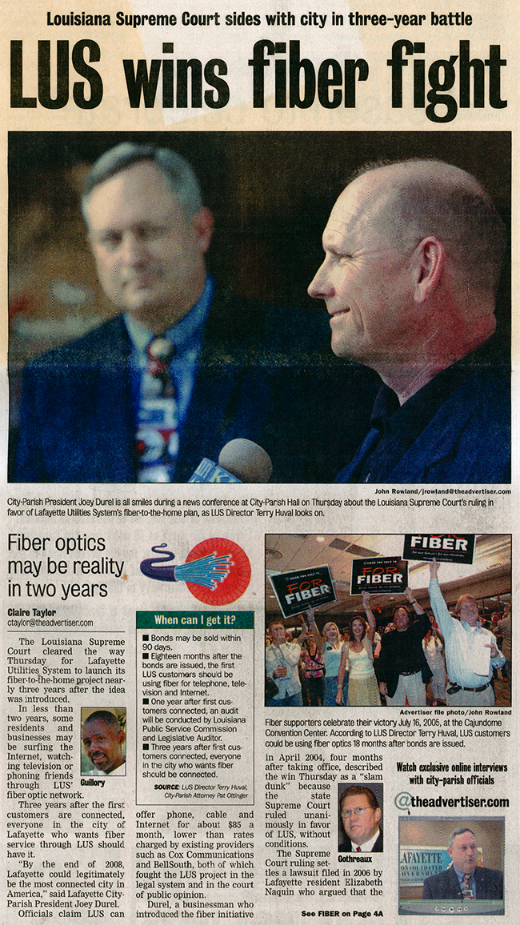 Louisiana Supreme Court sides with city in three-year battle
LUS wins fiber fight
John Rowland/jrowland@theadvertiser.com
City-Parish President Joey Durel is all smiles during a news conference at City-Parish Hall on Thursday about the Louisiana Supreme Court's ruling in
favor of Lafayette Utilities System's fiber-to-the-home plan, as LUS Director Terry Huval looks on.
Fiber optics
may be reality
in two years
Claire Taylor
ctaylor@theadvertiser.com
The Louisiana Supreme
Court cleared the way
Thursday for Lafayette
Utilities System to launch its
fiber-to-the-home project near-
ly three years after the idea
was introduced.
In less than
two years, some
residents and
businesses may
be surfing the
Internet, watch-
ing television or
phoning friends
through LUS'
fiber optic network.
Guillory
Three years after the first
customers are connected,
everyone in the city of
Lafayette who wants fiber
service through LUS should
have it.
"By the end of 2008,
Lafayette could legitimately
be the most connected city in
America," said Lafayette City-
Parish President Joey Durel.
Officials claim LUS can
When can I get it?
■ Bonds may be sold within
90 days.
■ Eighteen months after the
bonds are issued, the first
LUS customers should be
using fiber for telephone, tele-
vision and Internet.
■ One year after first cus-
tomers connected, an audit
will be conducted by Louisiana
Public Service Commission
and Legislative Auditor.
■ Three years after first cus-
tomers connected, everyone
in the city who wants fiber
should be connected.
SOURCE: LUS Director Terry Huval,
City-Parish Attorney Pat Ottinger
offer phone, cable and
Internet for about $85 a
month, lower than rates
charged by existing providers
such as Cox Communications
and BellSouth, both of which
fought the LUS project in the
legal system and in the court
of public opinion.
Durel, a businessman who
introduced the fiber initiative
FOR
FIBER
FOR
FIBER
FIBER
Advertiser file photo/John Rowland
Fiber supporters celebrate their victory July 16, 2005, at the Cajundome
Convention Center. According to LUS Director Terry Huval, LUS customers
could be using fiber optics 18 months after bonds are issued.
in April 2004, four months
after taking office, described
the win Thursday as a "slam
dunk" because
the state
Supreme Court
ruled unani-
mously in favor
of LUS, without
conditions.
Gothreaux
The Supreme
Court ruling set-
tles a lawsuit filed in 2006 by
Lafayette resident Elizabeth
Naquin who argued that the
See FIBER on Page 4A
Watch exclusive online interviews
with city-parish officials
@theadvertiser.com
LAFAYETTE